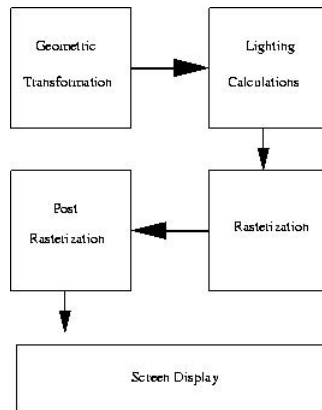 Geometric
Transformation
Lighting
Calculations
Rasterization
Post
Rasterization
Screen Display